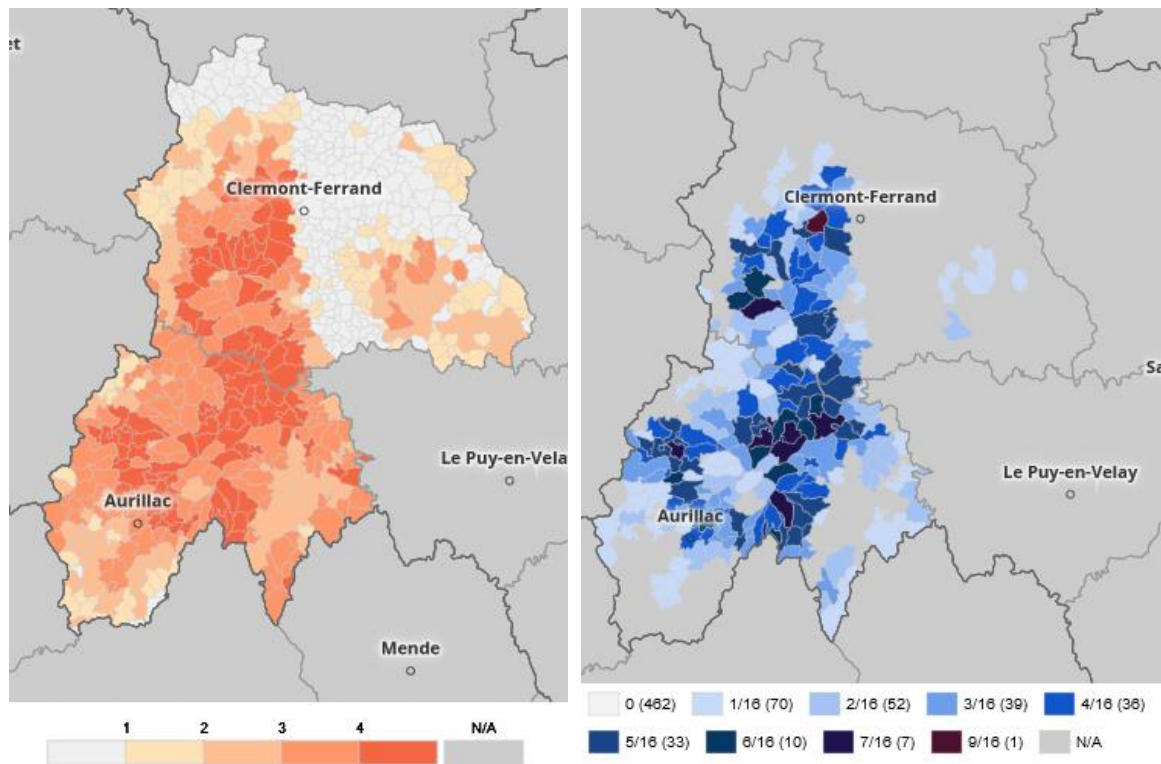 et
Clermont-Ferrand
Le Puy-en-Vela
Aurillac
Mende
1 2 3 4 N/A
Clermont-Ferrand
Sa
Le Puy-en-Velay
Aurillac
0 (462) 1/16 (70) 2/16 (52) 3/16 (39) 4/16 (36)
5/16 (33) 6/16 (10) 7/16 (7) 9/16 (1) N/A